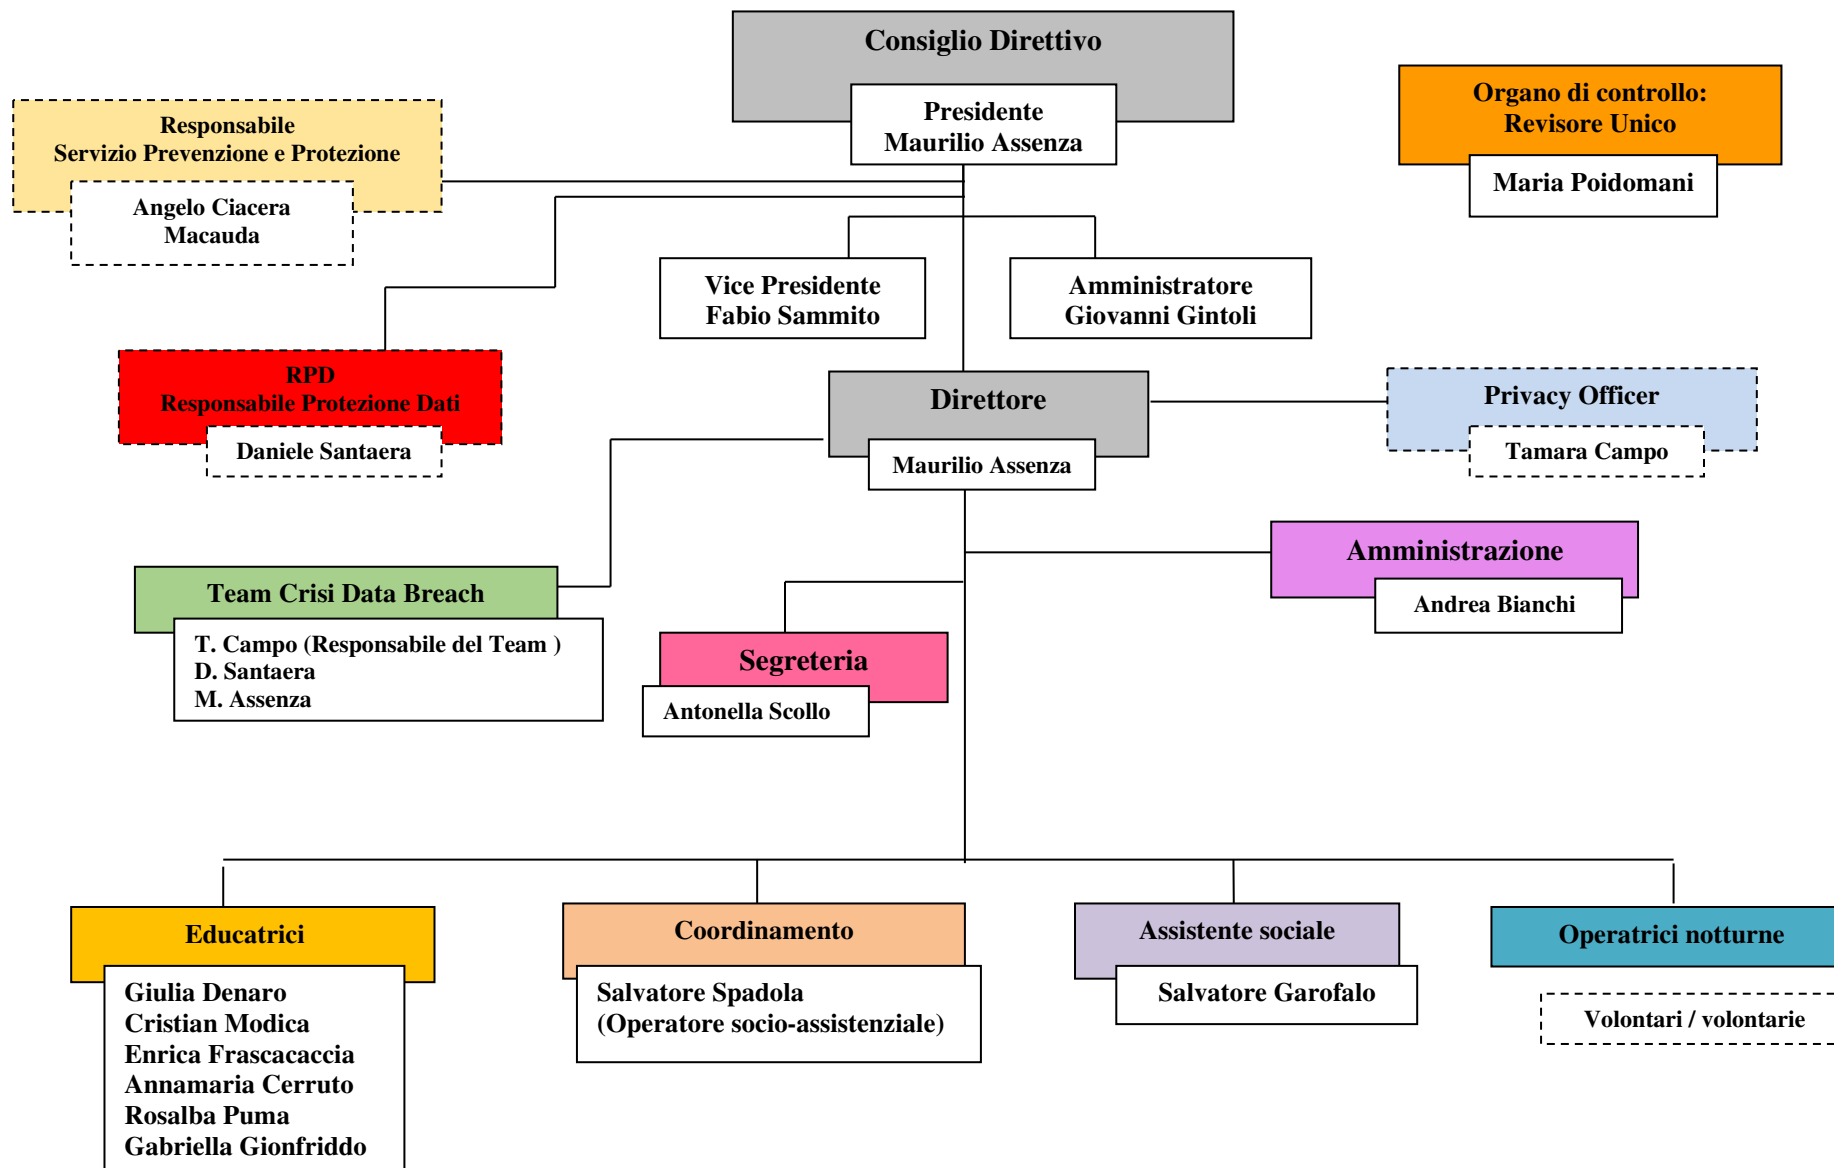 Consiglio Direttivo
Presidente
Maurilio Assenza
Organo di controllo:
Revisore Unico
Maria Poidomani
Responsabile
Servizio Prevenzione e Protezione
Angelo Ciacera
Macauda
Vice Presidente
Fabio Sammito
Amministratore
Giovanni Gintoli
RPD
Responsabile Protezione Dati
Daniele Santaera
Direttore
Maurilio Assenza
Privacy Officer
Tamara Campo
Amministrazione
Andrea Bianchi
Team Crisi Data Breach
T. Campo (Responsabile del Team )
D. Santaera
M. Assenza
Segreteria
Antonella Scollo
Educatrici
Giulia Denaro
Cristian Modica
Enrica Frascacaccia
Annamaria Cerruto
Rosalba Puma
Gabriella Gionfriddo
Coordinamento
Salvatore Spadola
(Operatore socio-assistenziale)
Assistente sociale
Salvatore Garofalo
Operatrici notturne
Volontari / volontarie